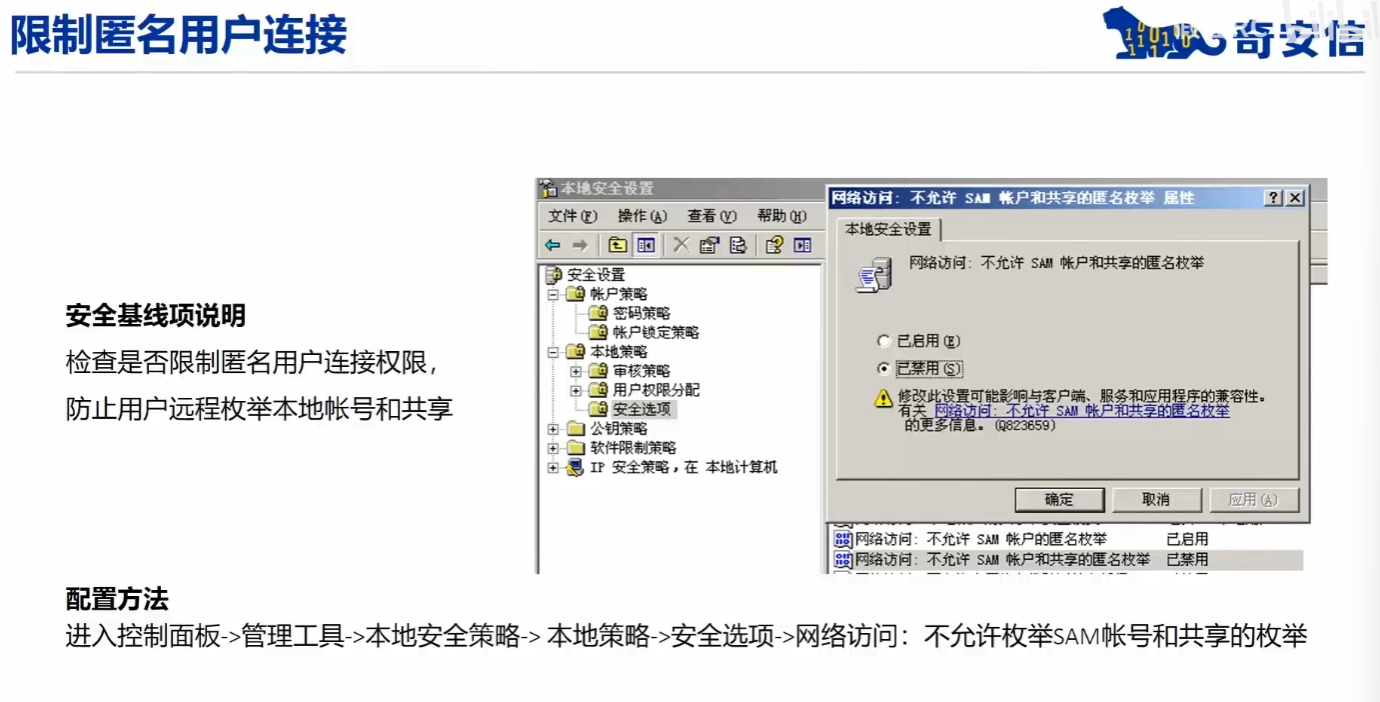 限制匿名用户连接
奇安信
本地安全设置
文件(F) 操作(A) 查看(V) 帮助(H)
安全设置
帐户策略
密码策略
帐户锁定策略
本地策略
审核策略
用户权限分配
安全选项
公钥策略
软件限制策略
IP 安全策略，在 本地计算机
网络访问: 不允许 SAM 帐户和共享的匿名枚举 属性
本地安全设置
网络访问: 不允许 SAM 帐户和共享的匿名枚举
已启用(E)
已禁用(S)
修改此设置可能影响与客户端、服务和应用程序的兼容性。
有关 网络访问: 不允许 SAM 帐户和共享的匿名枚举
的更多信息。(Q823659)
确定 取消 应用(A)
网络访问: 不允许 SAM 帐户的匿名枚举 已启用
网络访问: 不允许 SAM 帐户和共享的匿名枚举 已禁用
安全基线项说明
检查是否限制匿名用户连接权限，
防止用户远程枚举本地帐号和共享
配置方法
进入控制面板->管理工具->本地安全策略-> 本地策略->安全选项->网络访问：不允许枚举SAM帐号和共享的枚举